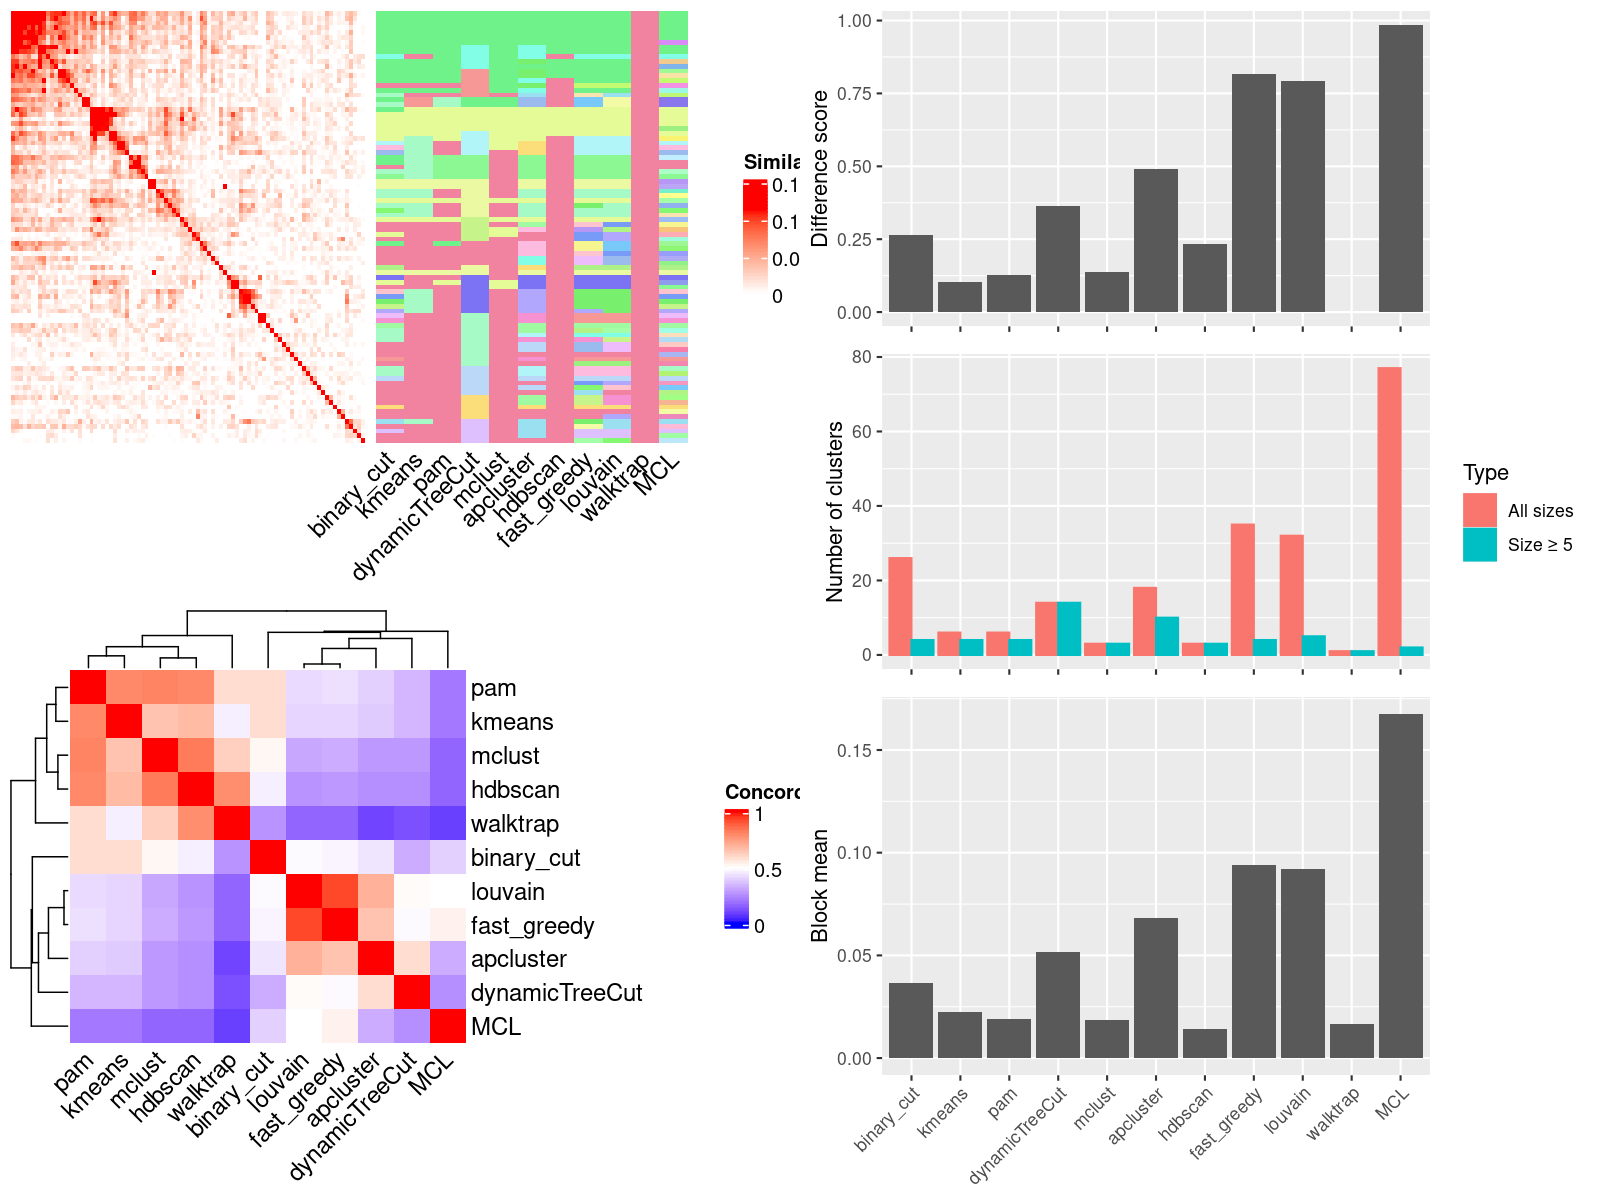 Simila
0.1
0.1
0.0
0
binary_cut
kmeans
pam
dynamicTreeCut
mclust
apcluster
hdbscan
fast_greedy
louvain
walktrap
MCL
pam
kmeans
mclust
hdbscan
walktrap
binary_cut
louvain
fast_greedy
apcluster
dynamicTreeCut
MCL
pam
kmeans
mclust
hdbscan
walktrap
binary_cut
louvain
fast_greedy
apcluster
dynamicTreeCut
MCL
Concord
1
0.5
0
Difference score
1.00
0.75
0.50
0.25
0.00
Number of clusters
80
60
40
20
0
Type
All sizes
Size ≥ 5
Block mean
0.15
0.10
0.05
0.00
binary_cut
kmeans
pam
dynamicTreeCut
mclust
apcluster
hdbscan
fast_greedy
louvain
walktrap
MCL